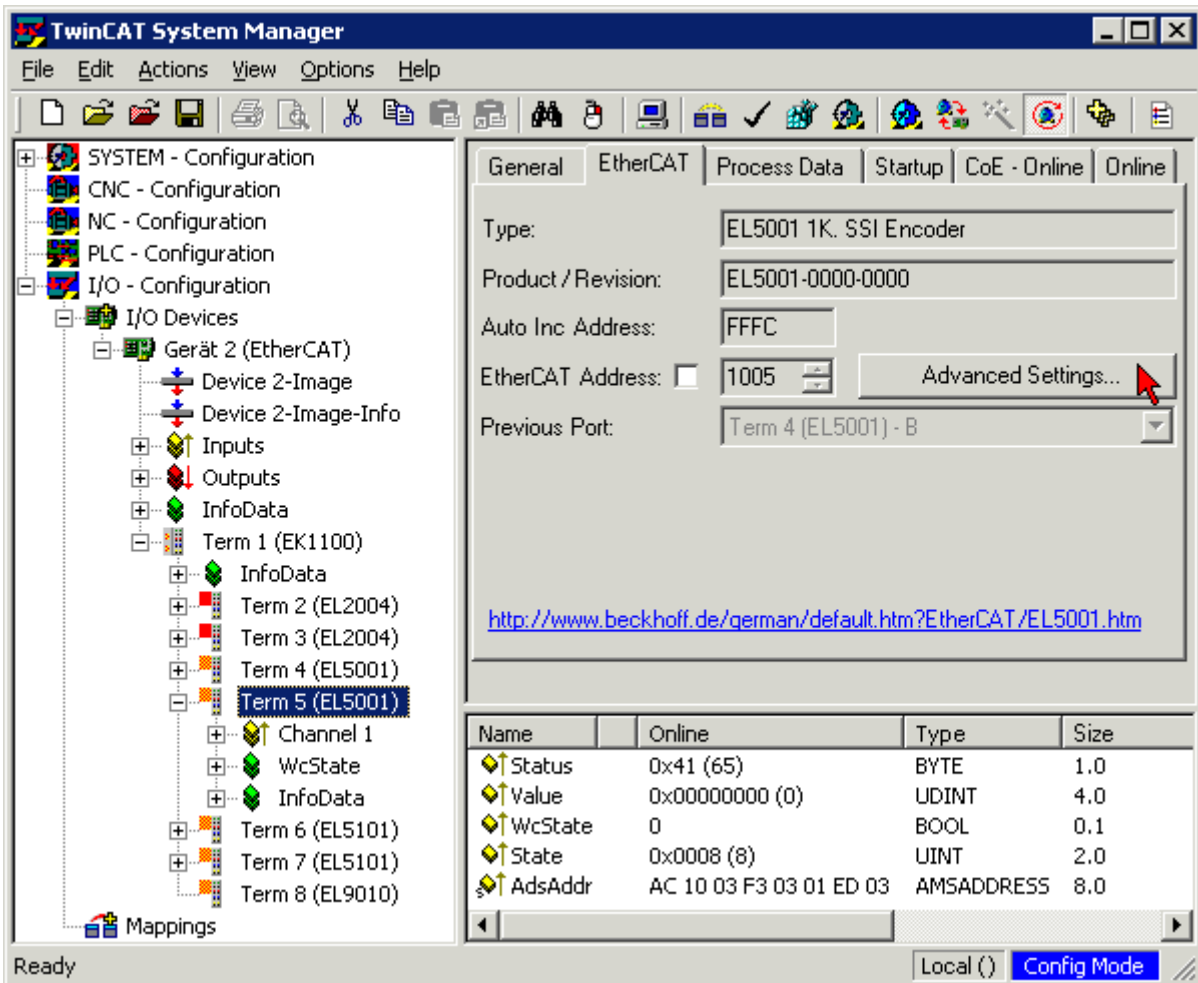 TwinCAT System Manager
File Edit Actions View Options Help
SYSTEM - Configuration
CNC - Configuration
NC - Configuration
PLC - Configuration
I/O - Configuration
I/O Devices
Gerät 2 (EtherCAT)
Device 2-Image
Device 2-Image-Info
Inputs
Outputs
InfoData
Term 1 (EK1100)
InfoData
Term 2 (EL2004)
Term 3 (EL2004)
Term 4 (EL5001)
Term 5 (EL5001)
Channel 1
WcState
InfoData
Term 6 (EL5101)
Term 7 (EL5101)
Term 8 (EL9010)
Mappings
General EtherCAT Process Data Startup CoE - Online Online
Type: EL5001 1K. SSI Encoder
Product / Revision: EL5001-0000-0000
Auto Inc Address: FFFC
EtherCAT Address: 1005 Advanced Settings...
Previous Port: Term 4 (EL5001) - B
http://www.beckhoff.de/german/default.htm?EtherCAT/EL5001.htm
Name Online Type Size
Status 0x41 (65) BYTE 1.0
Value 0x00000000 (0) UDINT 4.0
WcState 0 BOOL 0.1
State 0x0008 (8) UINT 2.0
AdsAddr AC 10 03 F3 03 01 ED 03 AMSADDRESS 8.0
Ready Local () Config Mode